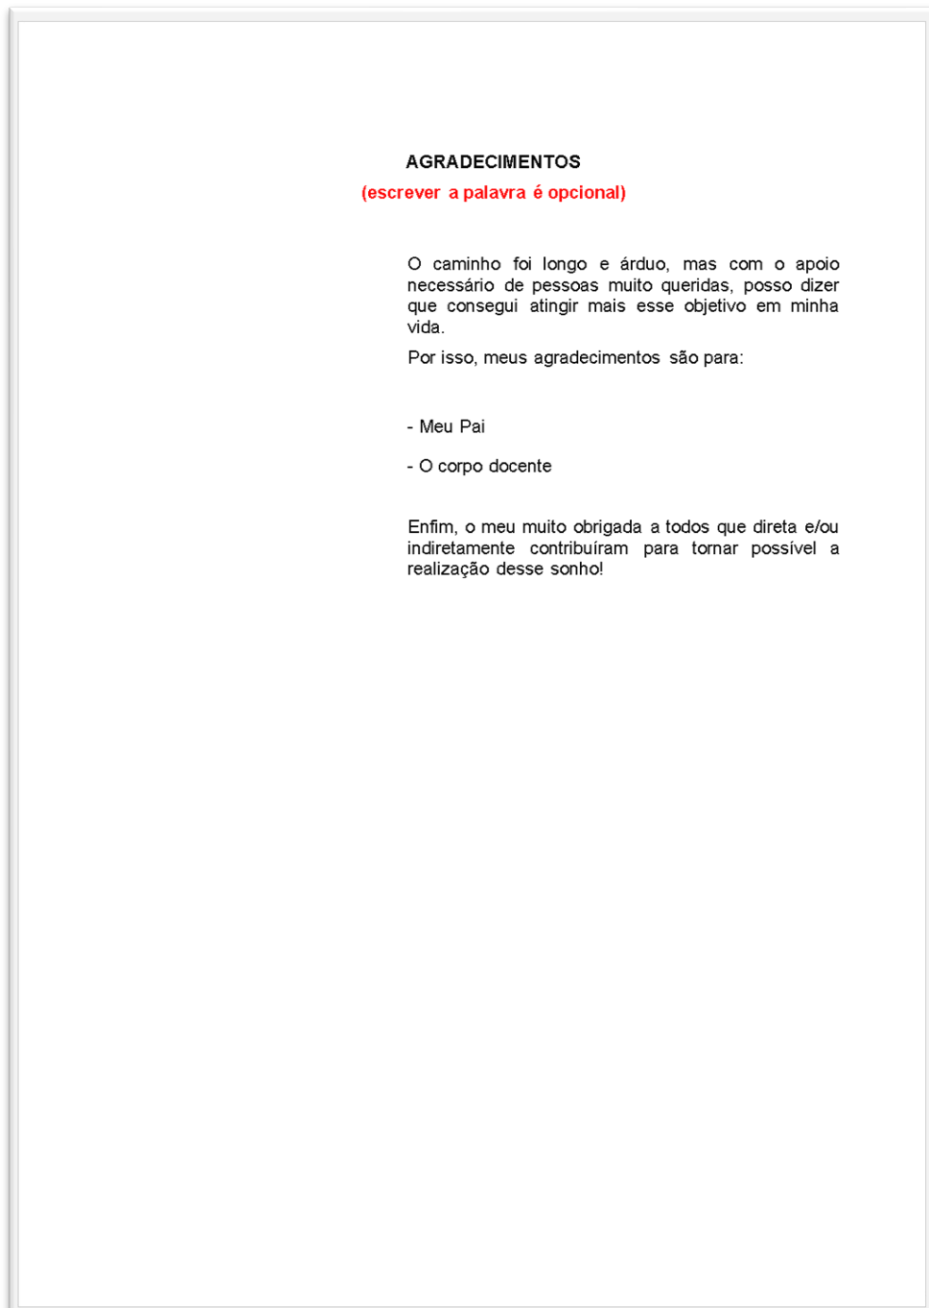 AGRADECIMENTOS
(escrever a palavra é opcional)
O caminho foi longo e árduo, mas com o apoio
necessário de pessoas muito queridas, posso dizer
que consegui atingir mais esse objetivo em minha
vida.
Por isso, meus agradecimentos são para:
- Meu Pai
- O corpo docente
Enfim, o meu muito obrigada a todos que direta e/ou
indiretamente contribuíram para tornar possível a
realização desse sonho!